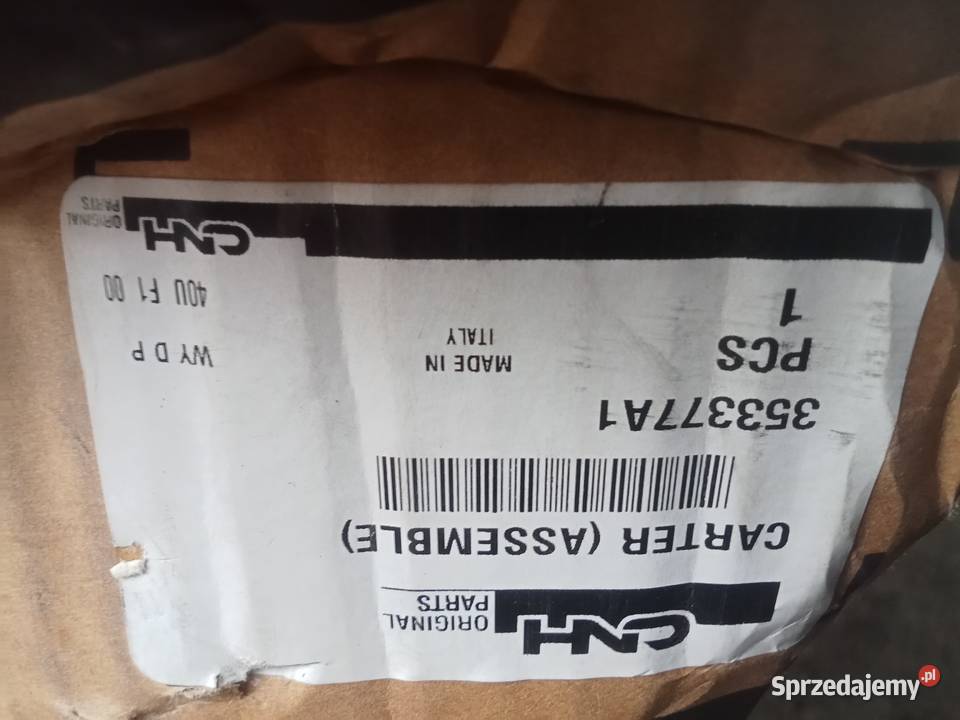 CNH ORIGINAL PARTS
CARTER (ASSEMBLE)
353377A1
PCS
1
MADE IN
ITALY
WY D P
40U F1 00
CNH ORIGINAL PARTS
Sprzedajemy.pl